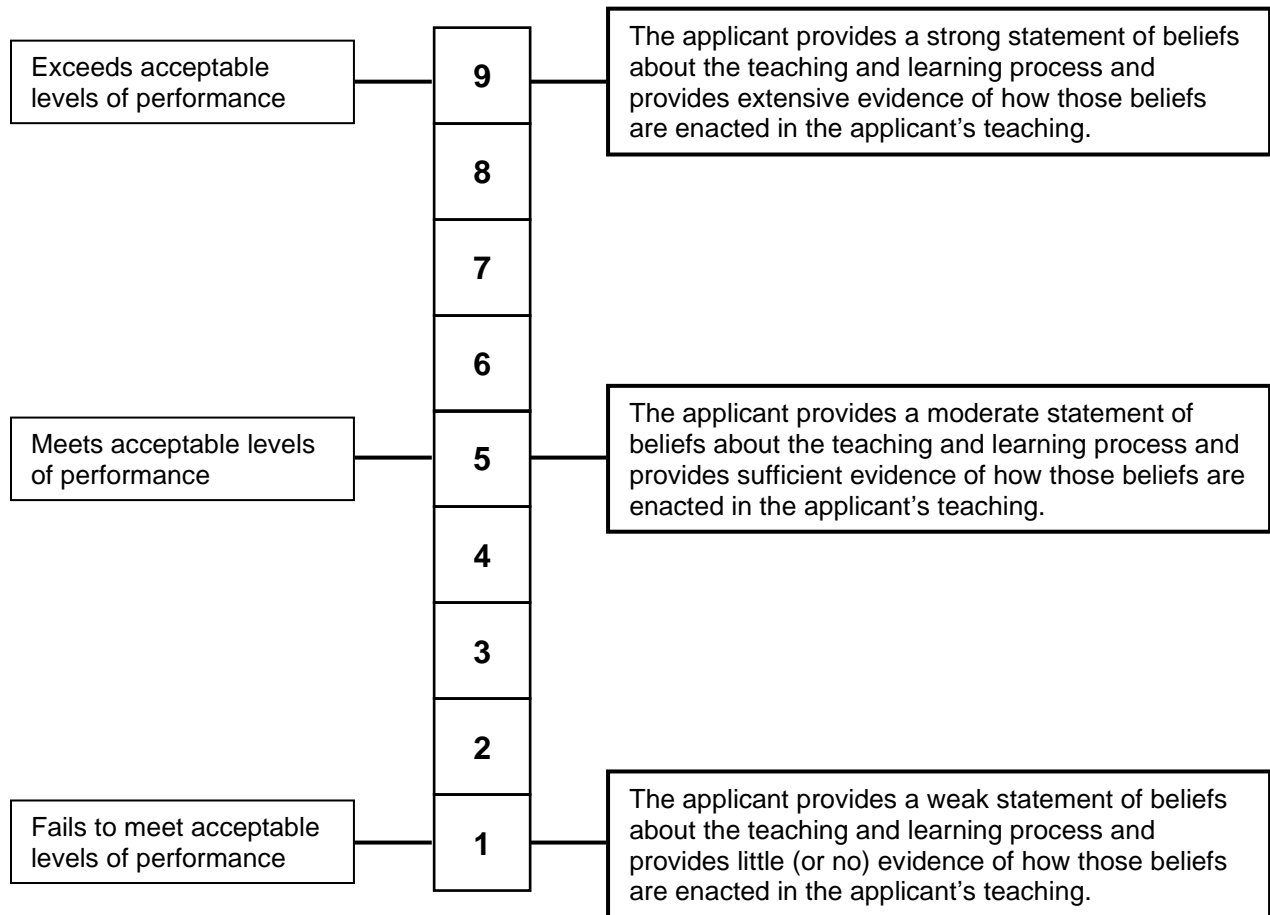 Exceeds acceptable
levels of performance
9
The applicant provides a strong statement of beliefs
about the teaching and learning process and
provides extensive evidence of how those beliefs
are enacted in the applicant’s teaching.
8
7
6
Meets acceptable levels
of performance
5
The applicant provides a moderate statement of
beliefs about the teaching and learning process and
provides sufficient evidence of how those beliefs are
enacted in the applicant’s teaching.
4
3
2
Fails to meet acceptable
levels of performance
1
The applicant provides a weak statement of beliefs
about the teaching and learning process and
provides little (or no) evidence of how those beliefs
are enacted in the applicant’s teaching.